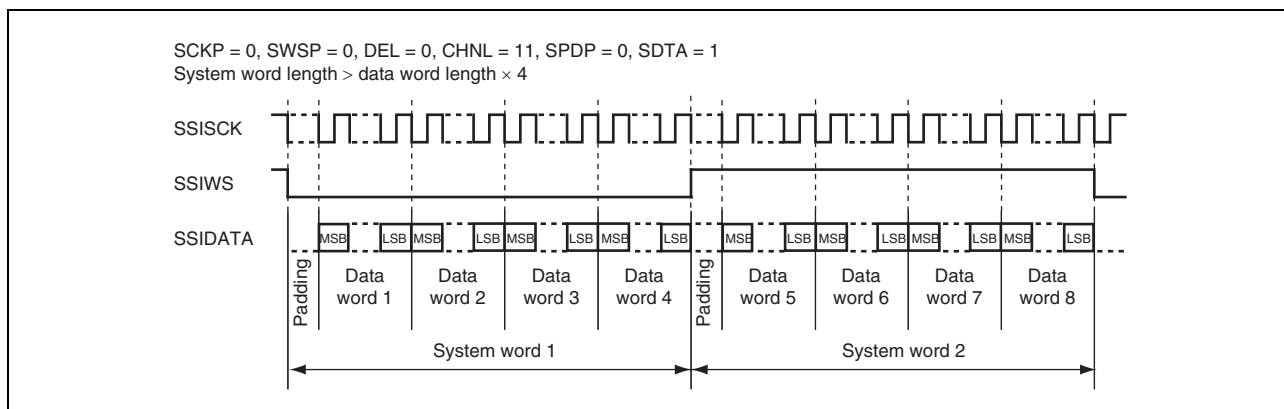 SCKP = 0, SWSP = 0, DEL = 0, CHNL = 11, SPDP = 0, SDTA = 1
System word length > data word length × 4
SSISCK
SSIWS
SSIDATA
MSB LSB MSB LSB MSB LSB MSB LSB MSB LSB MSB LSB MSB LSB MSB LSB
Padding
Data word 1
Data word 2
Data word 3
Data word 4
Padding
Data word 5
Data word 6
Data word 7
Data word 8
System word 1
System word 2